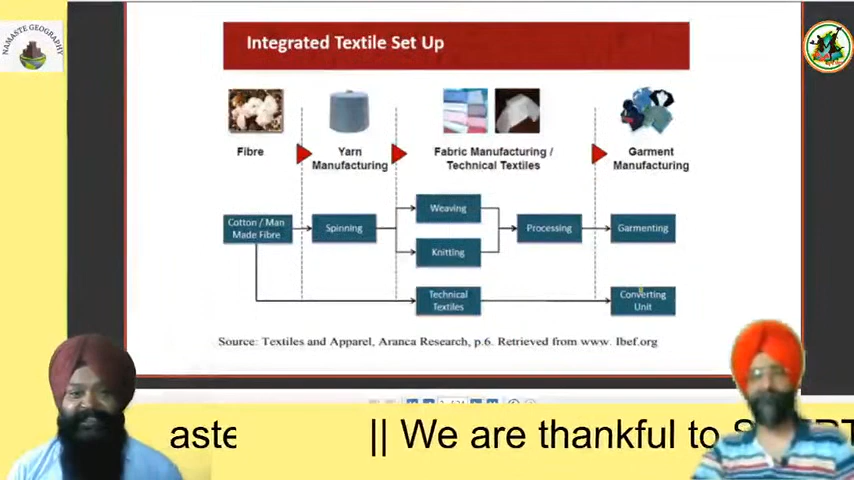 NAMASTE GEOGRAPHY
Integrated Textile Set Up
Fibre
Yarn
Manufacturing
Fabric Manufacturing /
Technical Textiles
Garment
Manufacturing
Cotton / Man
Made Fibre
Spinning
Weaving
Knitting
Processing
Garmenting
Technical
Textiles
Converting
Unit
Source: Textiles and Apparel, Aranca Research, p.6. Retrieved from www. Ibef.org
aste || We are thankful to